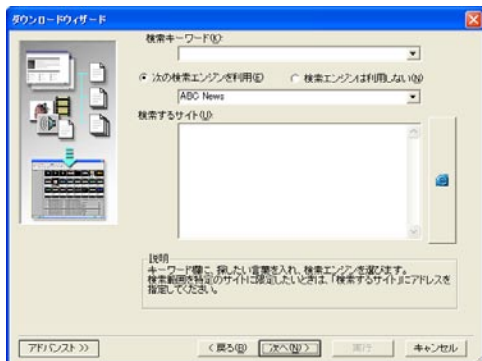 ダウンロードウィザード
検索キーワード(K):
次の検索エンジンを利用(E)
検索エンジンは利用しない(N)
ABC News
検索するサイト(U):
説明
キーワード欄に、探したい言葉を入れ、検索エンジンを選びます。
検索範囲を特定のサイトに限定したいときは、「検索するサイト」にアドレスを
指定してください。
アドバンスト >>
< 戻る(B)
次へ(N) >
実行
キャンセル